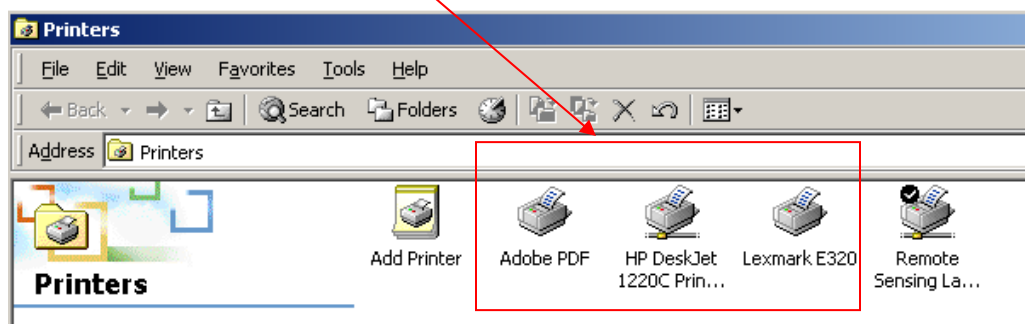 Printers
File Edit View Favorites Tools Help
Back Search Folders
Address Printers
Printers
Add Printer
Adobe PDF
HP DeskJet
1220C Prin...
Lexmark E320
Remote
Sensing La...